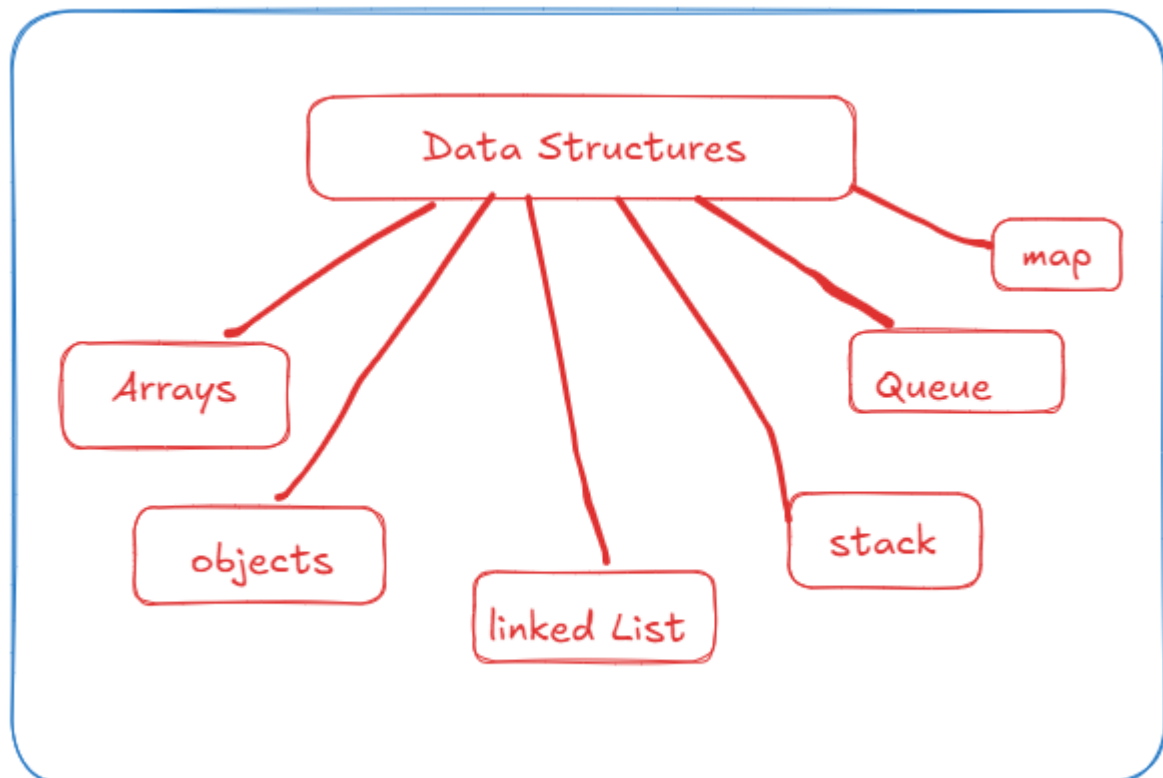 Data Structures
map
Arrays
Queue
objects
stack
linked List